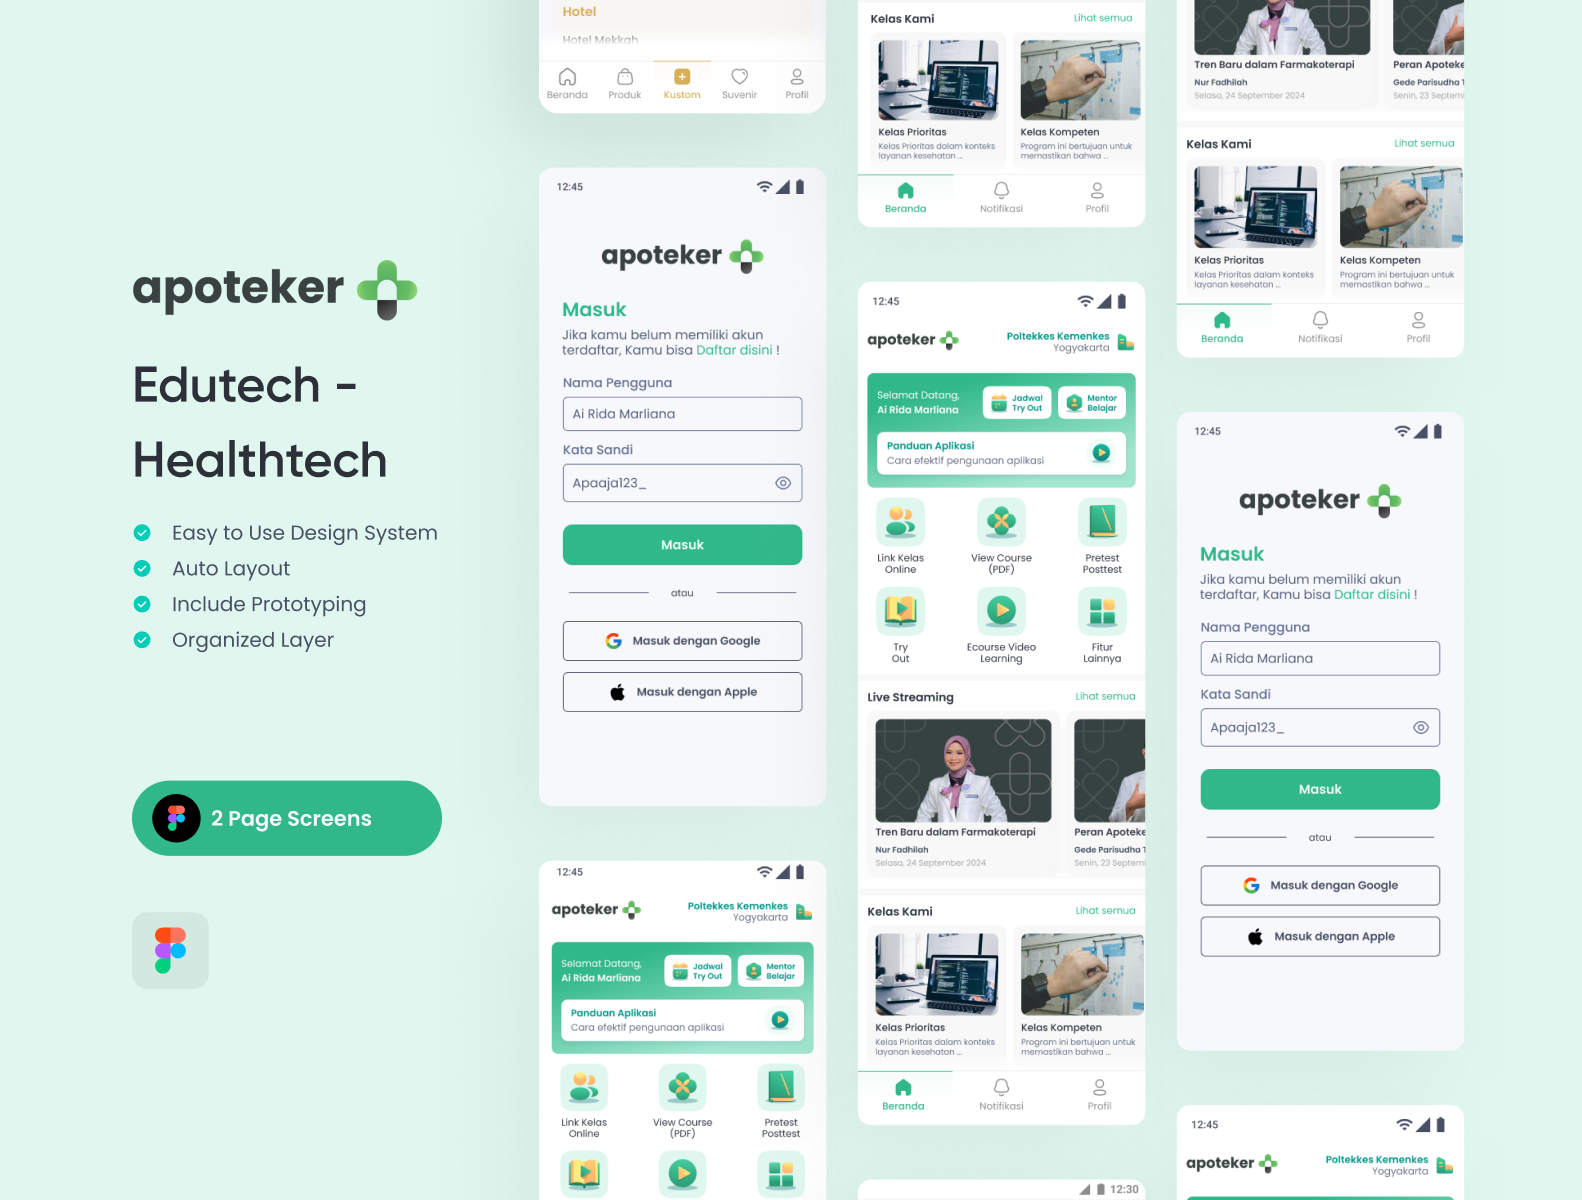 apoteker
Edutech -
Healthtech
Easy to Use Design System
Auto Layout
Include Prototyping
Organized Layer
2 Page Screens
Hotel
Hotel Mekkah
Beranda
Produk
Kustom
Suvenir
Profil
12:45
apoteker
Masuk
Jika kamu belum memiliki akun
terdaftar, Kamu bisa Daftar disini !
Nama Pengguna
Ai Rida Marliana
Kata Sandi
Apaaja123_
Masuk
atau
Masuk dengan Google
Masuk dengan Apple
12:45
apoteker
Poltekkes Kemenkes
Yogyakarta
Selamat Datang,
Ai Rida Marliana
Jadwal
Try Out
Mentor
Belajar
Panduan Aplikasi
Cara efektif pengunaan aplikasi
Link Kelas
Online
View Course
(PDF)
Pretest
Posttest
Kelas Kami
Lihat semua
Kelas Prioritas
Kelas Prioritas dalam konteks
layanan kesehatan ...
Kelas Kompeten
Program ini bertujuan untuk
memastikan bahwa ...
Beranda
Notifikasi
Profil
12:45
apoteker
Poltekkes Kemenkes
Yogyakarta
Selamat Datang,
Ai Rida Marliana
Jadwal
Try Out
Mentor
Belajar
Panduan Aplikasi
Cara efektif pengunaan aplikasi
Link Kelas
Online
View Course
(PDF)
Pretest
Posttest
Try
Out
Ecourse Video
Learning
Fitur
Lainnya
Live Streaming
Lihat semua
Tren Baru dalam Farmakoterapi
Nur Fadhilah
Selasa, 24 September 2024
Peran Apoteke
Gede Parisudha T
Senin, 23 Septem
Kelas Kami
Lihat semua
Kelas Prioritas
Kelas Prioritas dalam konteks
layanan kesehatan ...
Kelas Kompeten
Program ini bertujuan untuk
memastikan bahwa ...
Beranda
Notifikasi
Profil
12:30
Tren Baru dalam Farmakoterapi
Nur Fadhilah
Selasa, 24 September 2024
Peran Apoteke
Gede Parisudha T
Senin, 23 Septem
Kelas Kami
Lihat semua
Kelas Prioritas
Kelas Prioritas dalam konteks
layanan kesehatan ...
Kelas Kompeten
Program ini bertujuan untuk
memastikan bahwa ...
Beranda
Notifikasi
Profil
12:45
apoteker
Masuk
Jika kamu belum memiliki akun
terdaftar, Kamu bisa Daftar disini !
Nama Pengguna
Ai Rida Marliana
Kata Sandi
Apaaja123_
Masuk
atau
Masuk dengan Google
Masuk dengan Apple
12:45
apoteker
Poltekkes Kemenkes
Yogyakarta